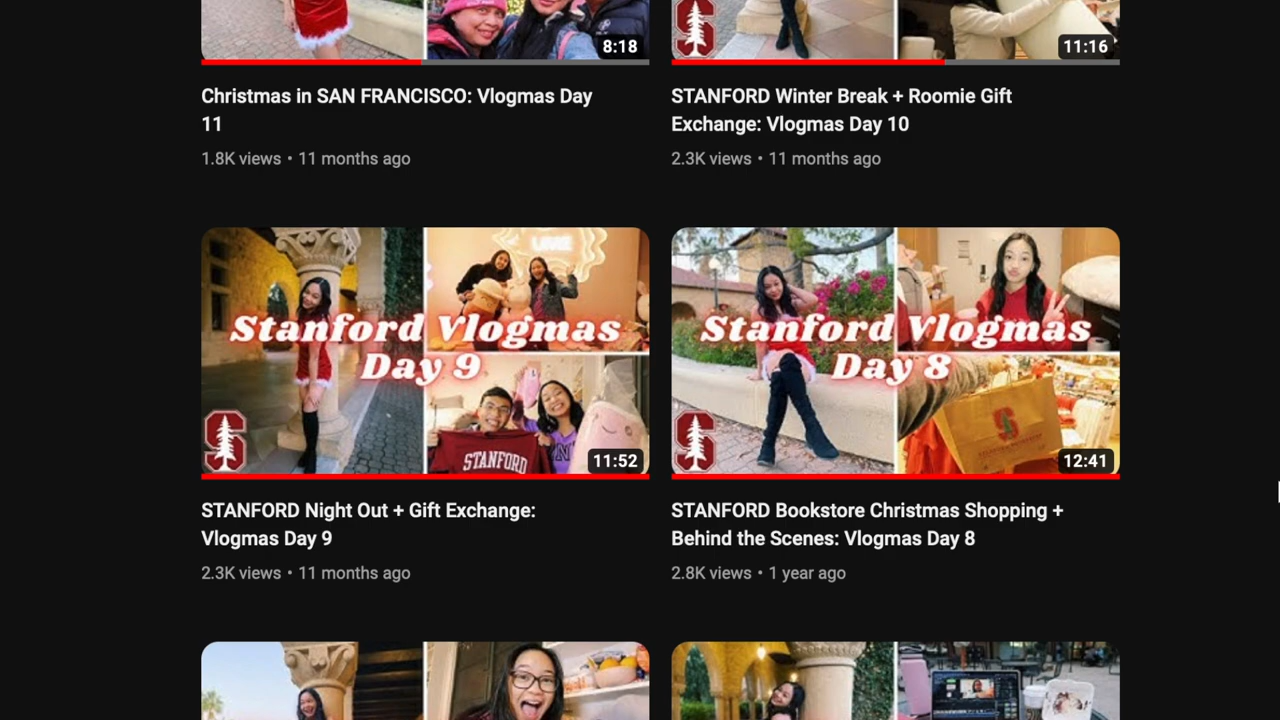 8:18
11:16
Christmas in SAN FRANCISCO: Vlogmas Day
11
1.8K views • 11 months ago
STANFORD Winter Break + Roomie Gift
Exchange: Vlogmas Day 10
2.3K views • 11 months ago
Stanford Vlogmas
Day 9
STANFORD
S
11:52
Stanford Vlogmas
Day 8
S
S
12:41
STANFORD Night Out + Gift Exchange:
Vlogmas Day 9
2.3K views • 11 months ago
STANFORD Bookstore Christmas Shopping +
Behind the Scenes: Vlogmas Day 8
2.8K views • 1 year ago